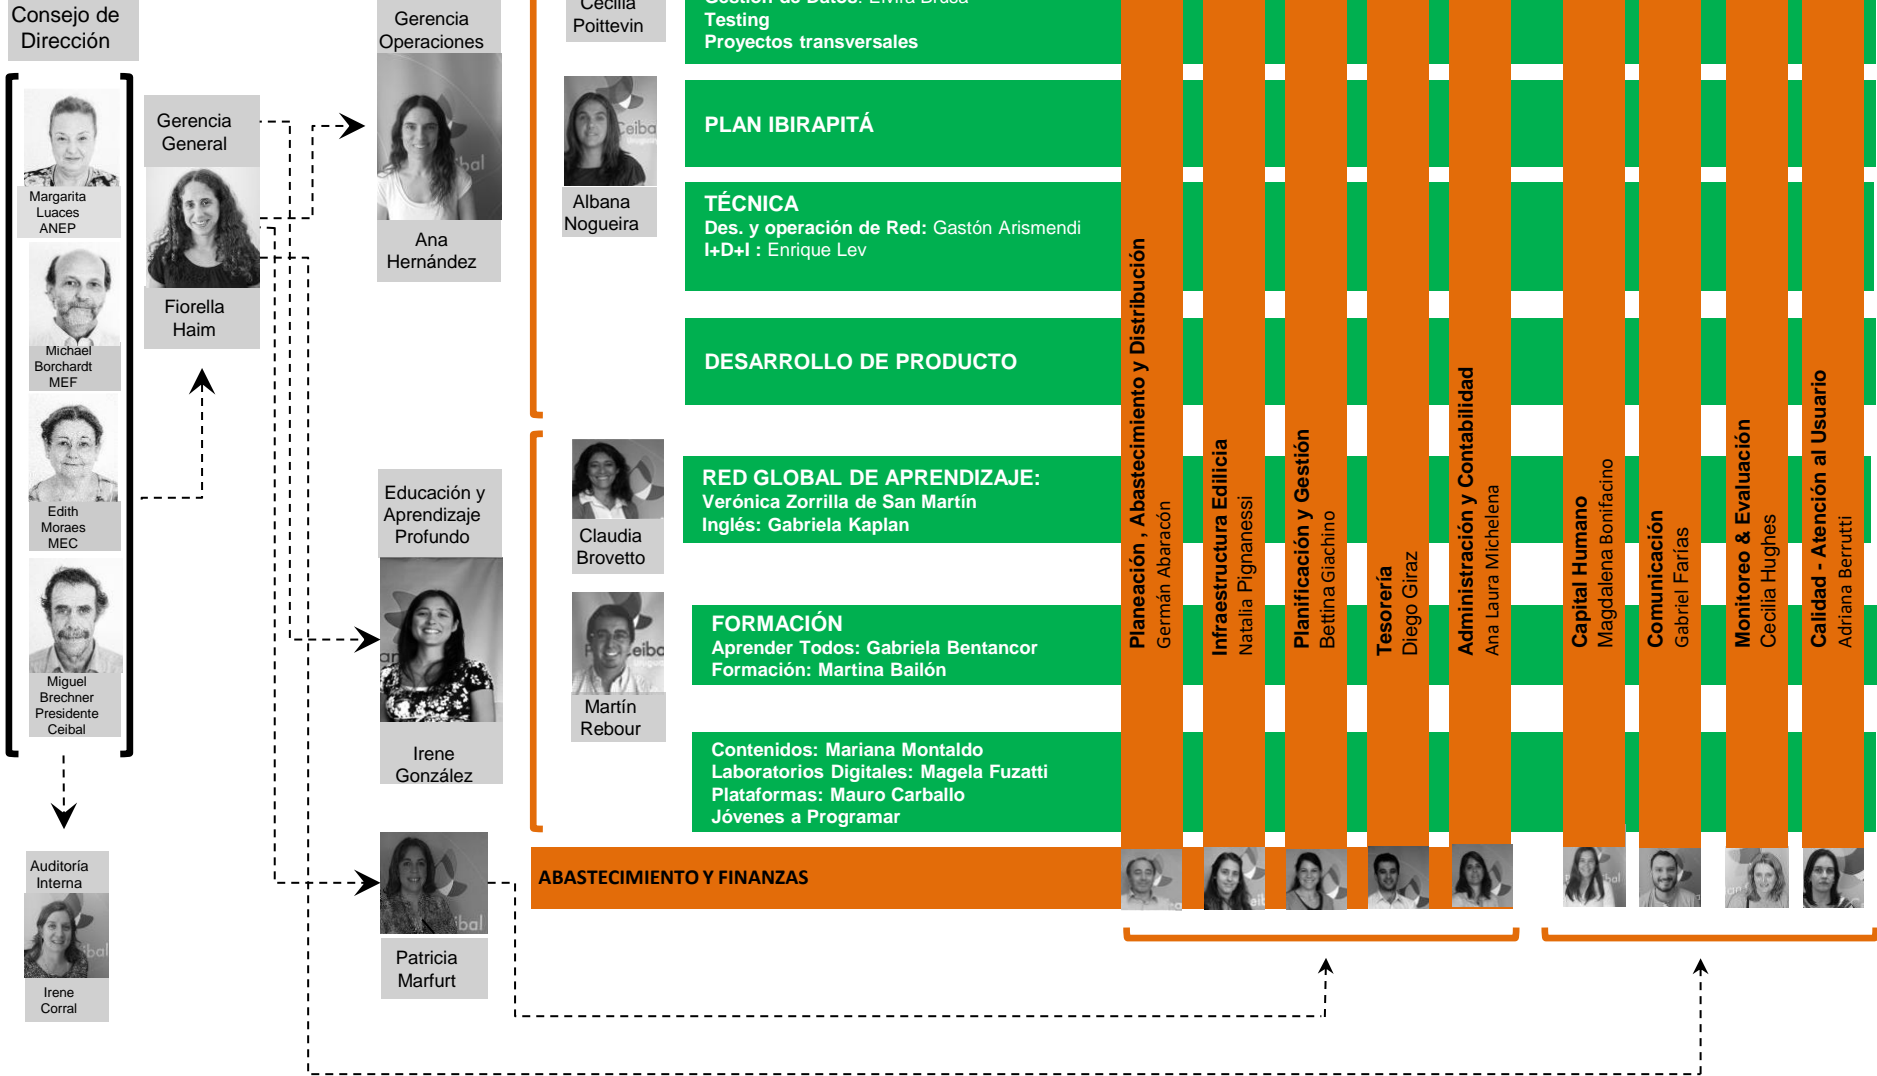 Consejo de
Dirección
Margarita
Luaces
ANEP
Michael
Borchardt
MEF
Edith
Moraes
MEC
Miguel
Brechner
Presidente
Ceibal
Auditoría
Interna
Irene
Corral
Gerencia
General
Fiorella
Haim
Gerencia
Operaciones
Ana
Hernández
Educación y
Aprendizaje
Profundo
Irene
González
Patricia
Marfurt
Cecilia
Poittevin
Albana
Nogueira
Claudia
Brovetto
Martín
Rebour
Gestión de Datos: Elvira Brusa
Testing
Proyectos transversales
PLAN IBIRAPITÁ
TÉCNICA
Des. y operación de Red: Gastón Arismendi
I+D+I : Enrique Lev
DESARROLLO DE PRODUCTO
RED GLOBAL DE APRENDIZAJE:
Verónica Zorrilla de San Martín
Inglés: Gabriela Kaplan
FORMACIÓN
Aprender Todos: Gabriela Bentancor
Formación: Martina Bailón
Contenidos: Mariana Montaldo
Laboratorios Digitales: Magela Fuzatti
Plataformas: Mauro Carballo
Jóvenes a Programar
ABASTECIMIENTO Y FINANZAS
Planeación , Abastecimiento y Distribución
Germán Abaracón
Infraestructura Edilicia
Natalia Pignanessi
Planificación y Gestión
Bettina Giachino
Tesorería
Diego Giraz
Administración y Contabilidad
Ana Laura Michelena
Capital Humano
Magdalena Bonifacino
Comunicación
Gabriel Farías
Monitoreo & Evaluación
Cecilia Hughes
Calidad - Atención al Usuario
Adriana Berrutti